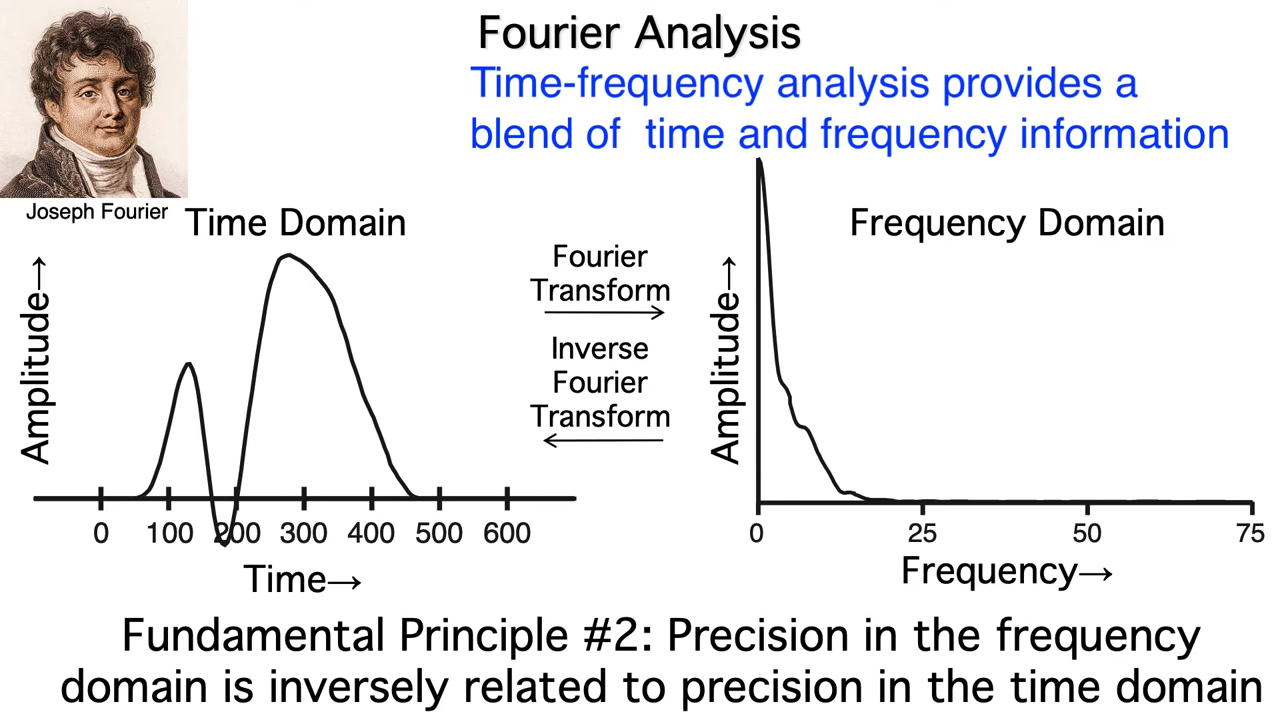 Fourier Analysis
Time-frequency analysis provides a
blend of time and frequency information
Joseph Fourier
Time Domain
Amplitude→
0 100 200 300 400 500 600
Time→
Fourier
Transform
Inverse
Fourier
Transform
Frequency Domain
Amplitude→
0 25 50 75
Frequency→
Fundamental Principle #2: Precision in the frequency
domain is inversely related to precision in the time domain